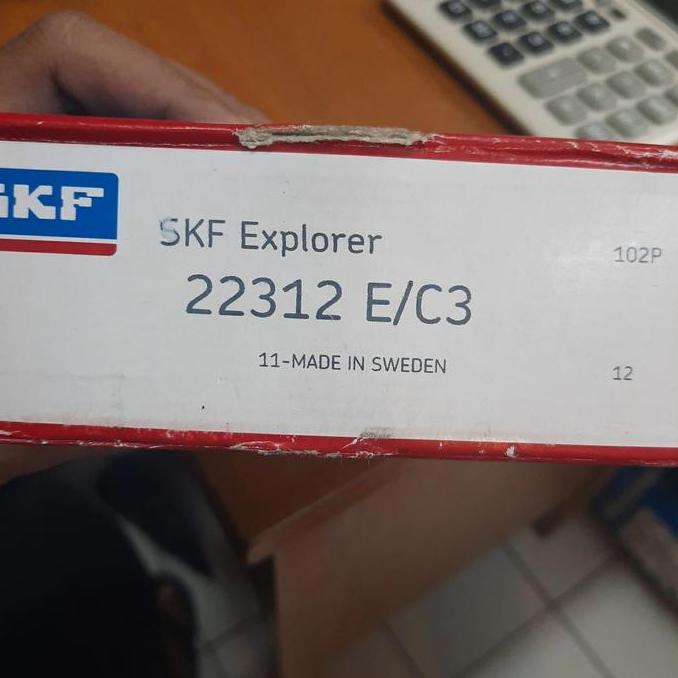 SKF
SKF Explorer
102P
22312 E/C3
11-MADE IN SWEDEN
12